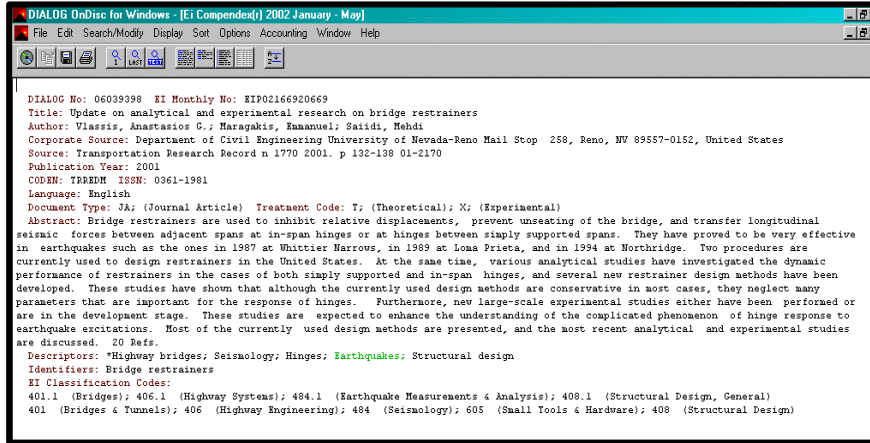 DIALOG OnDisc for Windows - [Ei Compendex(r) 2002 January - May]
File Edit Search/Modify Display Sort Options Accounting Window Help
1 LAST TEXT A Z
DIALOG No: 06039398 EI Monthly No: EIP02166920669
Title: Update on analytical and experimental research on bridge restrainers
Author: Vlassis, Anastasios G.; Maragakis, Emmanuel; Saiidi, Mehdi
Corporate Source: Department of Civil Engineering University of Nevada-Reno Mail Stop 258, Reno, NV 89557-0152, United States
Source: Transportation Research Record n 1770 2001. p 132-138 01-2170
Publication Year: 2001
CODEN: TRREDM ISSN: 0361-1981
Language: English
Document Type: JA; (Journal Article) Treatment Code: T; (Theoretical); X; (Experimental)
Abstract: Bridge restrainers are used to inhibit relative displacements, prevent unseating of the bridge, and transfer longitudinal
seismic forces between adjacent spans at in-span hinges or at hinges between simply supported spans. They have proved to be very effective
in earthquakes such as the ones in 1987 at Whittier Narrows, in 1989 at Loma Prieta, and in 1994 at Northridge. Two procedures are
currently used to design restrainers in the United States. At the same time, various analytical studies have investigated the dynamic
performance of restrainers in the cases of both simply supported and in-span hinges, and several new restrainer design methods have been
developed. These studies have shown that although the currently used design methods are conservative in most cases, they neglect many
parameters that are important for the response of hinges. Furthermore, new large-scale experimental studies either have been performed or
are in the development stage. These studies are expected to enhance the understanding of the complicated phenomenon of hinge response to
earthquake excitations. Most of the currently used design methods are presented, and the most recent analytical and experimental studies
are discussed. 20 Refs.
Descriptors: *Highway bridges; Seismology; Hinges; Earthquakes; Structural design
Identifiers: Bridge restrainers
EI Classification Codes:
401.1 (Bridges); 406.1 (Highway Systems); 484.1 (Earthquake Measurements & Analysis); 408.1 (Structural Design, General)
401 (Bridges & Tunnels); 406 (Highway Engineering); 484 (Seismology); 605 (Small Tools & Hardware); 408 (Structural Design)